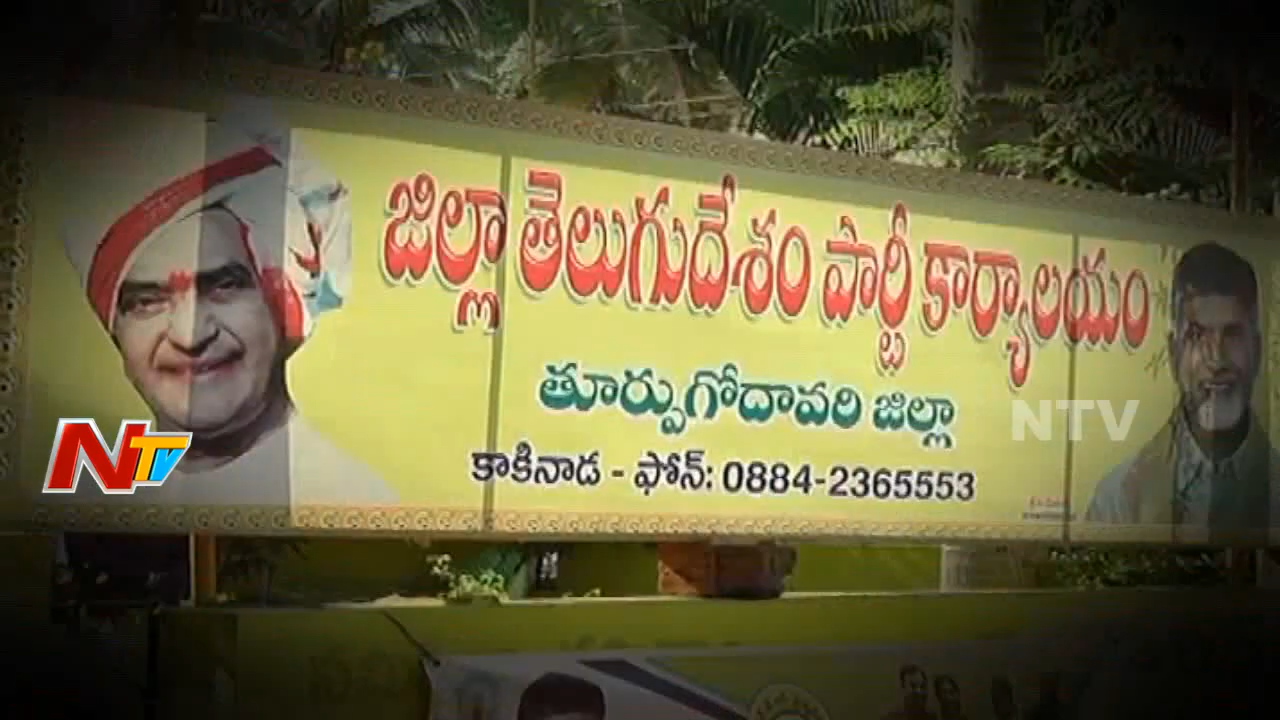 జిల్లా తెలుగుదేశం పార్టీ కార్యాలయం
తూర్పుగోదావరి జిల్లా
కాకినాడ - ఫోన్: 0884-2365553
NTV
NTV